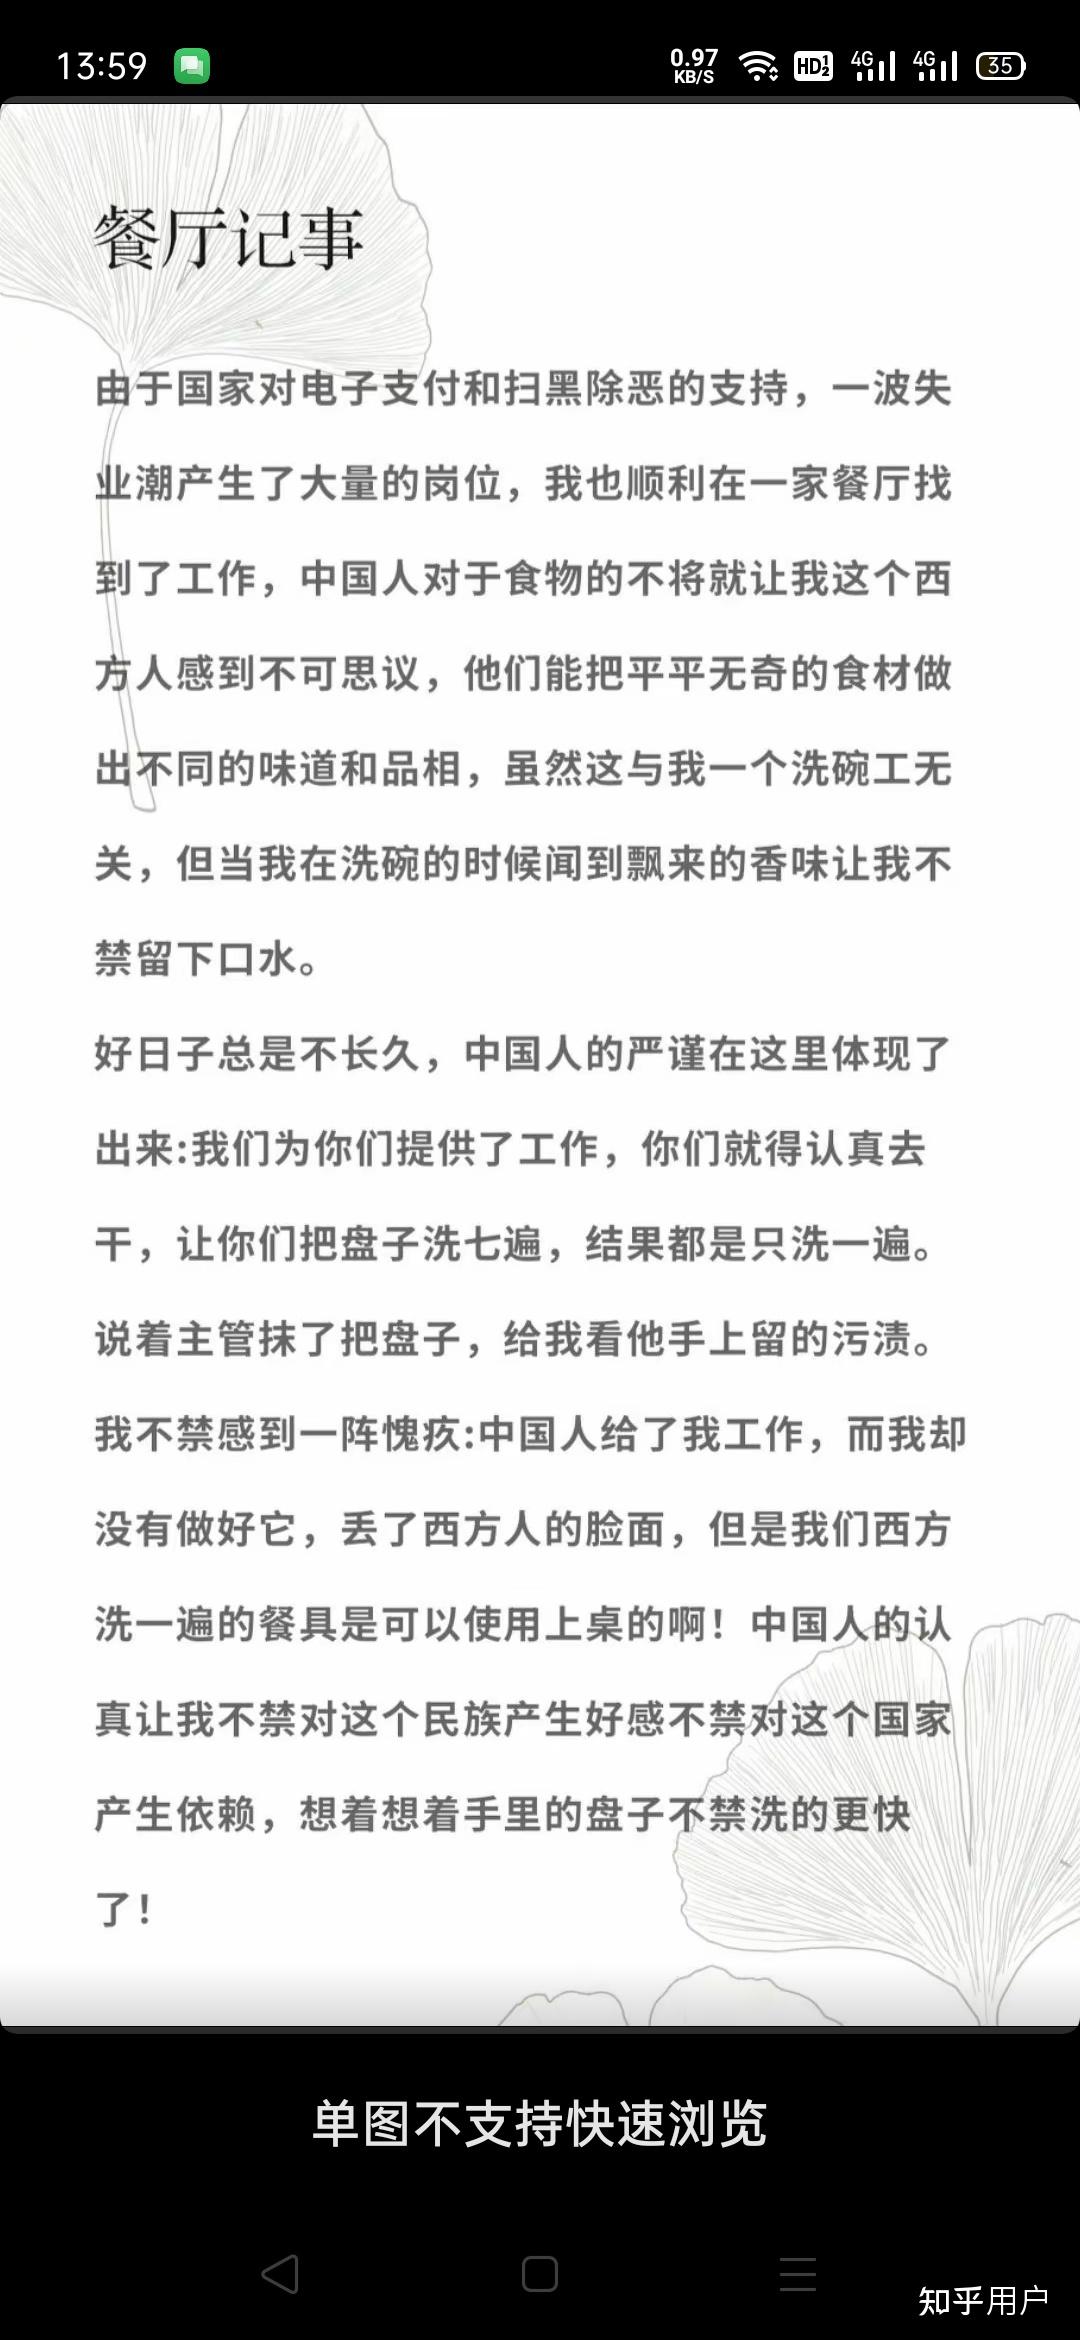 13:59
0.97
KB/S
HD 1 2
4G
4G
35
餐厅记事
由于国家对电子支付和扫黑除恶的支持，一波失
业潮产生了大量的岗位，我也顺利在一家餐厅找
到了工作，中国人对于食物的不将就让我这个西
方人感到不可思议，他们能把平平无奇的食材做
出不同的味道和品相，虽然这与我一个洗碗工无
关，但当我在洗碗的时候闻到飘来的香味让我不
禁留下口水。
好日子总是不长久，中国人的严谨在这里体现了
出来:我们为你们提供了工作，你们就得认真去
干，让你们把盘子洗七遍，结果都是只洗一遍。
说着主管抹了把盘子，给我看他手上留的污渍。
我不禁感到一阵愧疚:中国人给了我工作，而我却
没有做好它，丢了西方人的脸面，但是我们西方
洗一遍的餐具是可以使用上桌的啊！中国人的认
真让我不禁对这个民族产生好感不禁对这个国家
产生依赖，想着想着手里的盘子不禁洗的更快
了！
单图不支持快速浏览
知乎用户